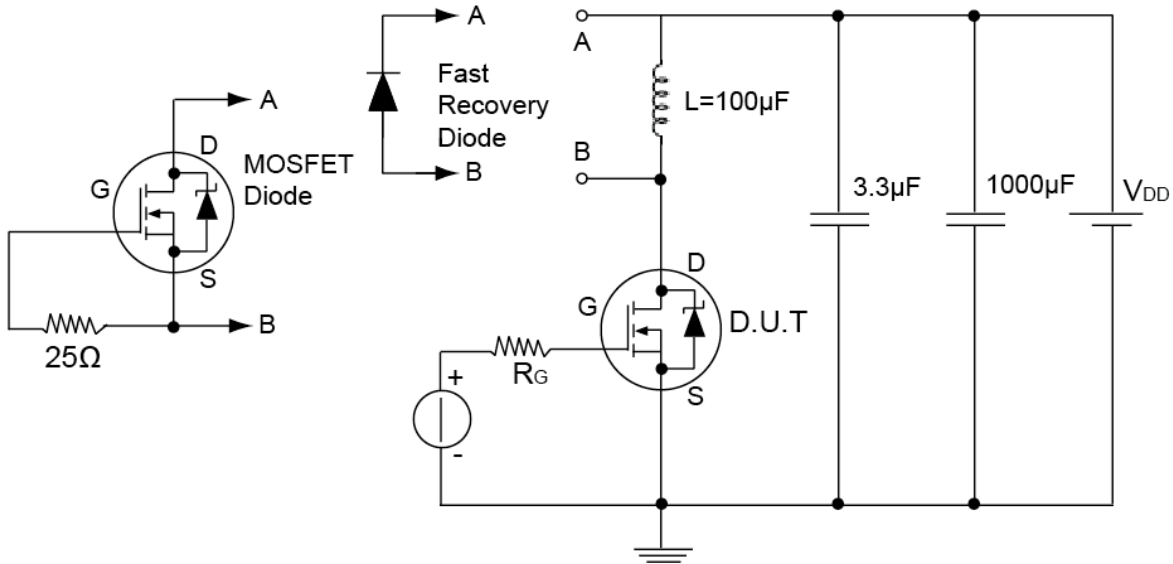 A
D
G
MOSFET
Diode
S
25Ω
B
A
Fast
Recovery
Diode
B
A
L=100µF
B
3.3µF
1000µF
VDD
D
G
D.U.T
S
RG
+
-